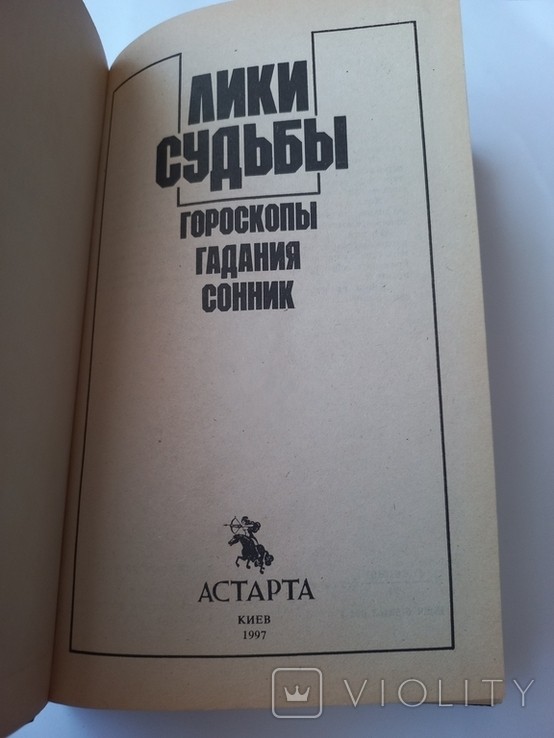 ЛИКИ
СУДЬБЫ
ГОРОСКОПЫ
ГАДАНИЯ
СОННИК
АСТАРТА
КИЕВ
1997
VIOLITY